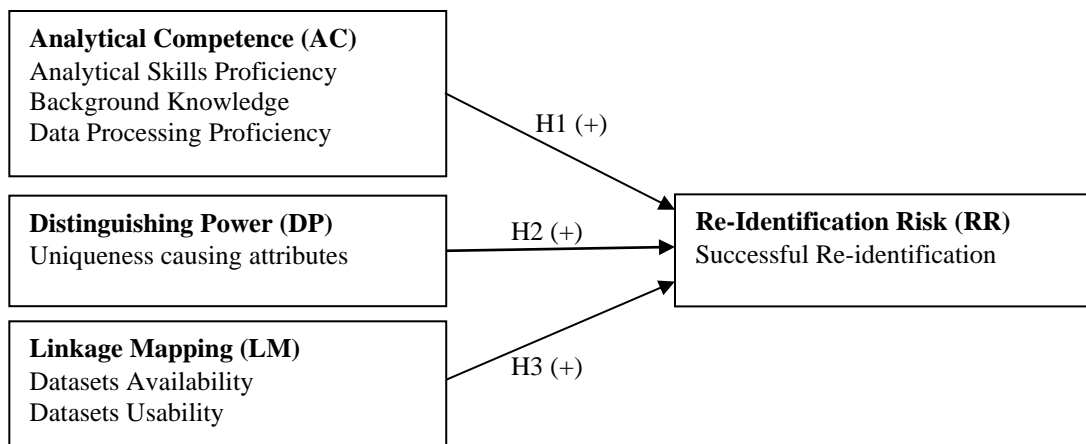 Analytical Competence (AC)
Analytical Skills Proficiency
Background Knowledge
Data Processing Proficiency
H1 (+)
Distinguishing Power (DP)
Uniqueness causing attributes
H2 (+)
Re-Identification Risk (RR)
Successful Re-identification
Linkage Mapping (LM)
Datasets Availability
Datasets Usability
H3 (+)